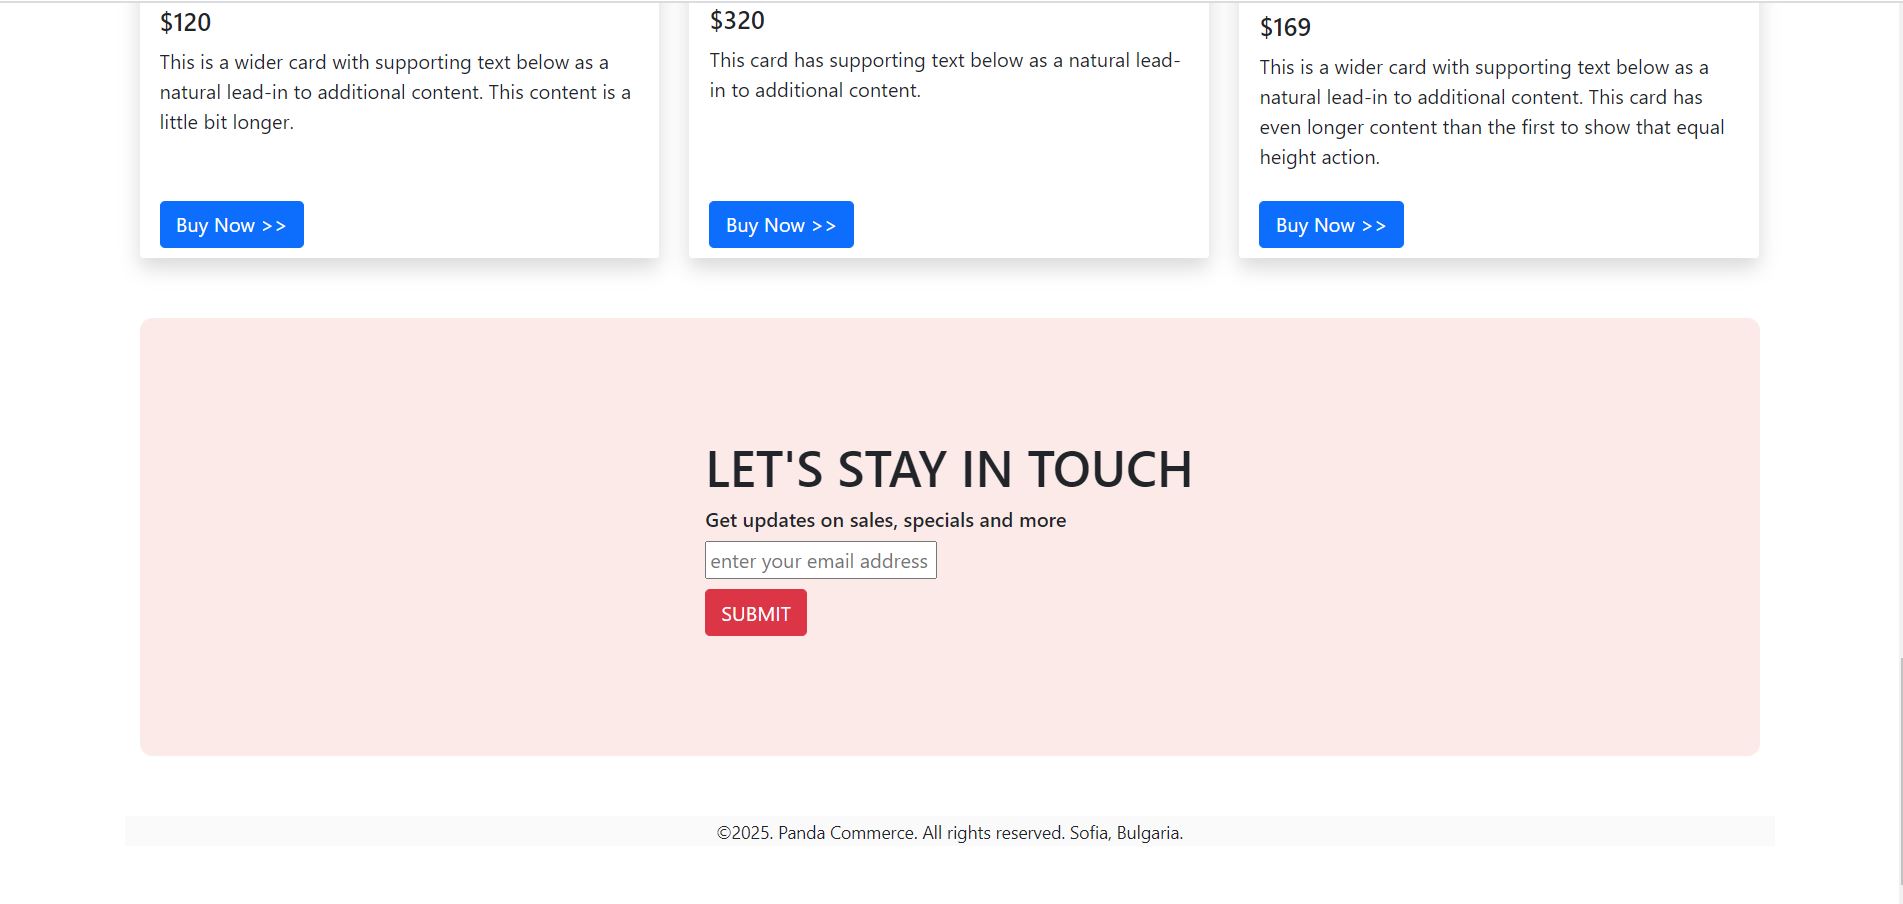 $120
This is a wider card with supporting text below as a
natural lead-in to additional content. This content is a
little bit longer.
Buy Now >>
$320
This card has supporting text below as a natural lead-
in to additional content.
Buy Now >>
$169
This is a wider card with supporting text below as a
natural lead-in to additional content. This card has
even longer content than the first to show that equal
height action.
Buy Now >>
LET'S STAY IN TOUCH
Get updates on sales, specials and more
enter your email address
SUBMIT
©2025. Panda Commerce. All rights reserved. Sofia, Bulgaria.